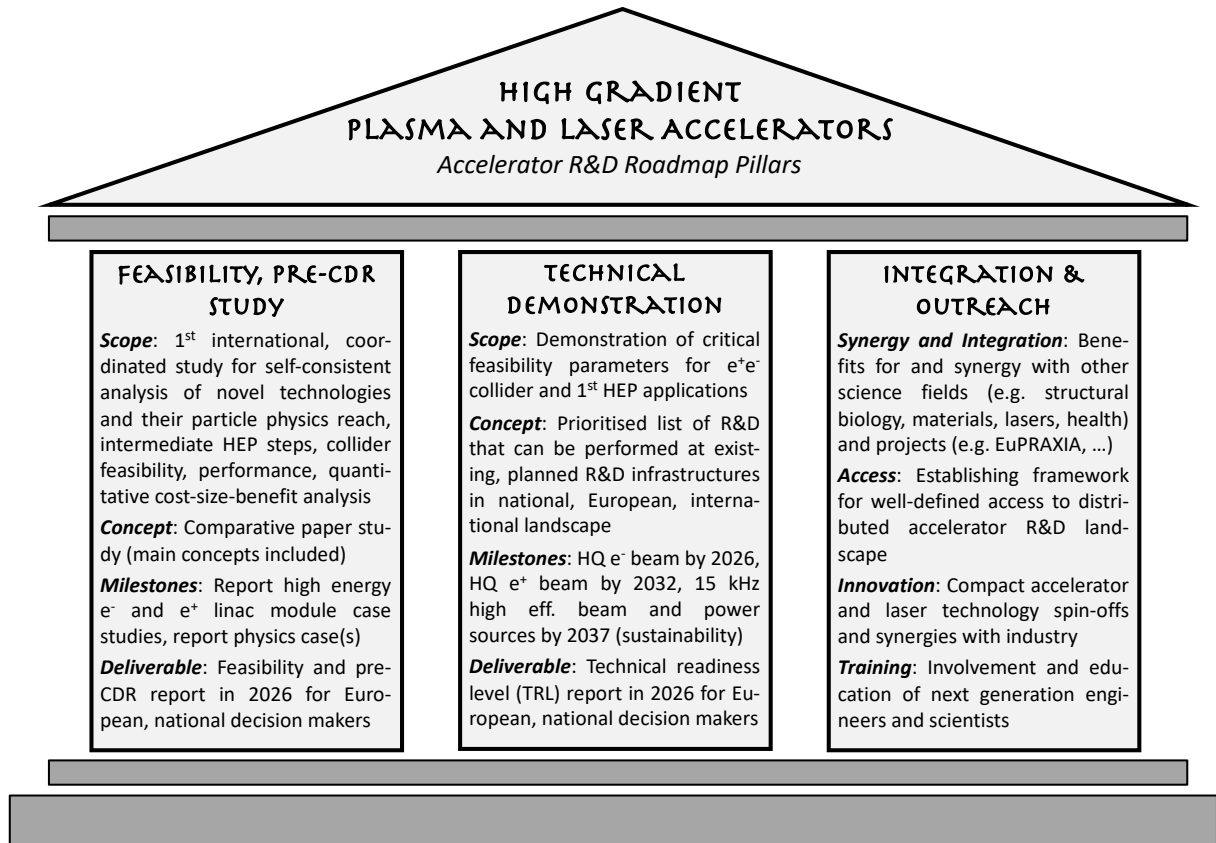 HIGH GRADIENT
PLASMA AND LASER ACCELERATORS
Accelerator R&D Roadmap Pillars
FEASIBILITY, PRE-CDR
STUDY
Scope: 1st international, coor-
dinated study for self-consistent
analysis of novel technologies
and their particle physics reach,
intermediate HEP steps, collider
feasibility, performance, quanti-
tative cost-size-benefit analysis
Concept: Comparative paper stu-
dy (main concepts included)
Milestones: Report high energy
e- and e+ linac module case
studies, report physics case(s)
Deliverable: Feasibility and pre-
CDR report in 2026 for Euro-
pean, national decision makers
TECHNICAL
DEMONSTRATION
Scope: Demonstration of critical
feasibility parameters for e+e-
collider and 1st HEP applications
Concept: Prioritised list of R&D
that can be performed at exist-
ing, planned R&D infrastructures
in national, European, interna-
tional landscape
Milestones: HQ e- beam by 2026,
HQ e+ beam by 2032, 15 kHz
high eff. beam and power
sources by 2037 (sustainability)
Deliverable: Technical readiness
level (TRL) report in 2026 for Eu-
ropean, national decision makers
INTEGRATION &
OUTREACH
Synergy and Integration: Bene-
fits for and synergy with other
science fields (e.g. structural
biology, materials, lasers, health)
and projects (e.g. EuPRAXIA, …)
Access: Establishing framework
for well-defined access to distri-
buted accelerator R&D land-
scape
Innovation: Compact accelerator
and laser technology spin-offs
and synergies with industry
Training: Involvement and edu-
cation of next generation engi-
neers and scientists